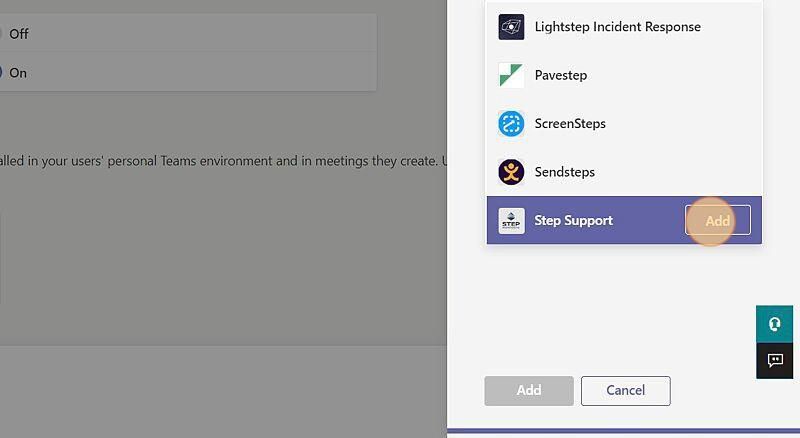 Off
On
alled in your users' personal Teams environment and in meetings they create. U
Lightstep Incident Response
Pavestep
ScreenSteps
Sendsteps
STEP
Step Support
Add
Add
Cancel